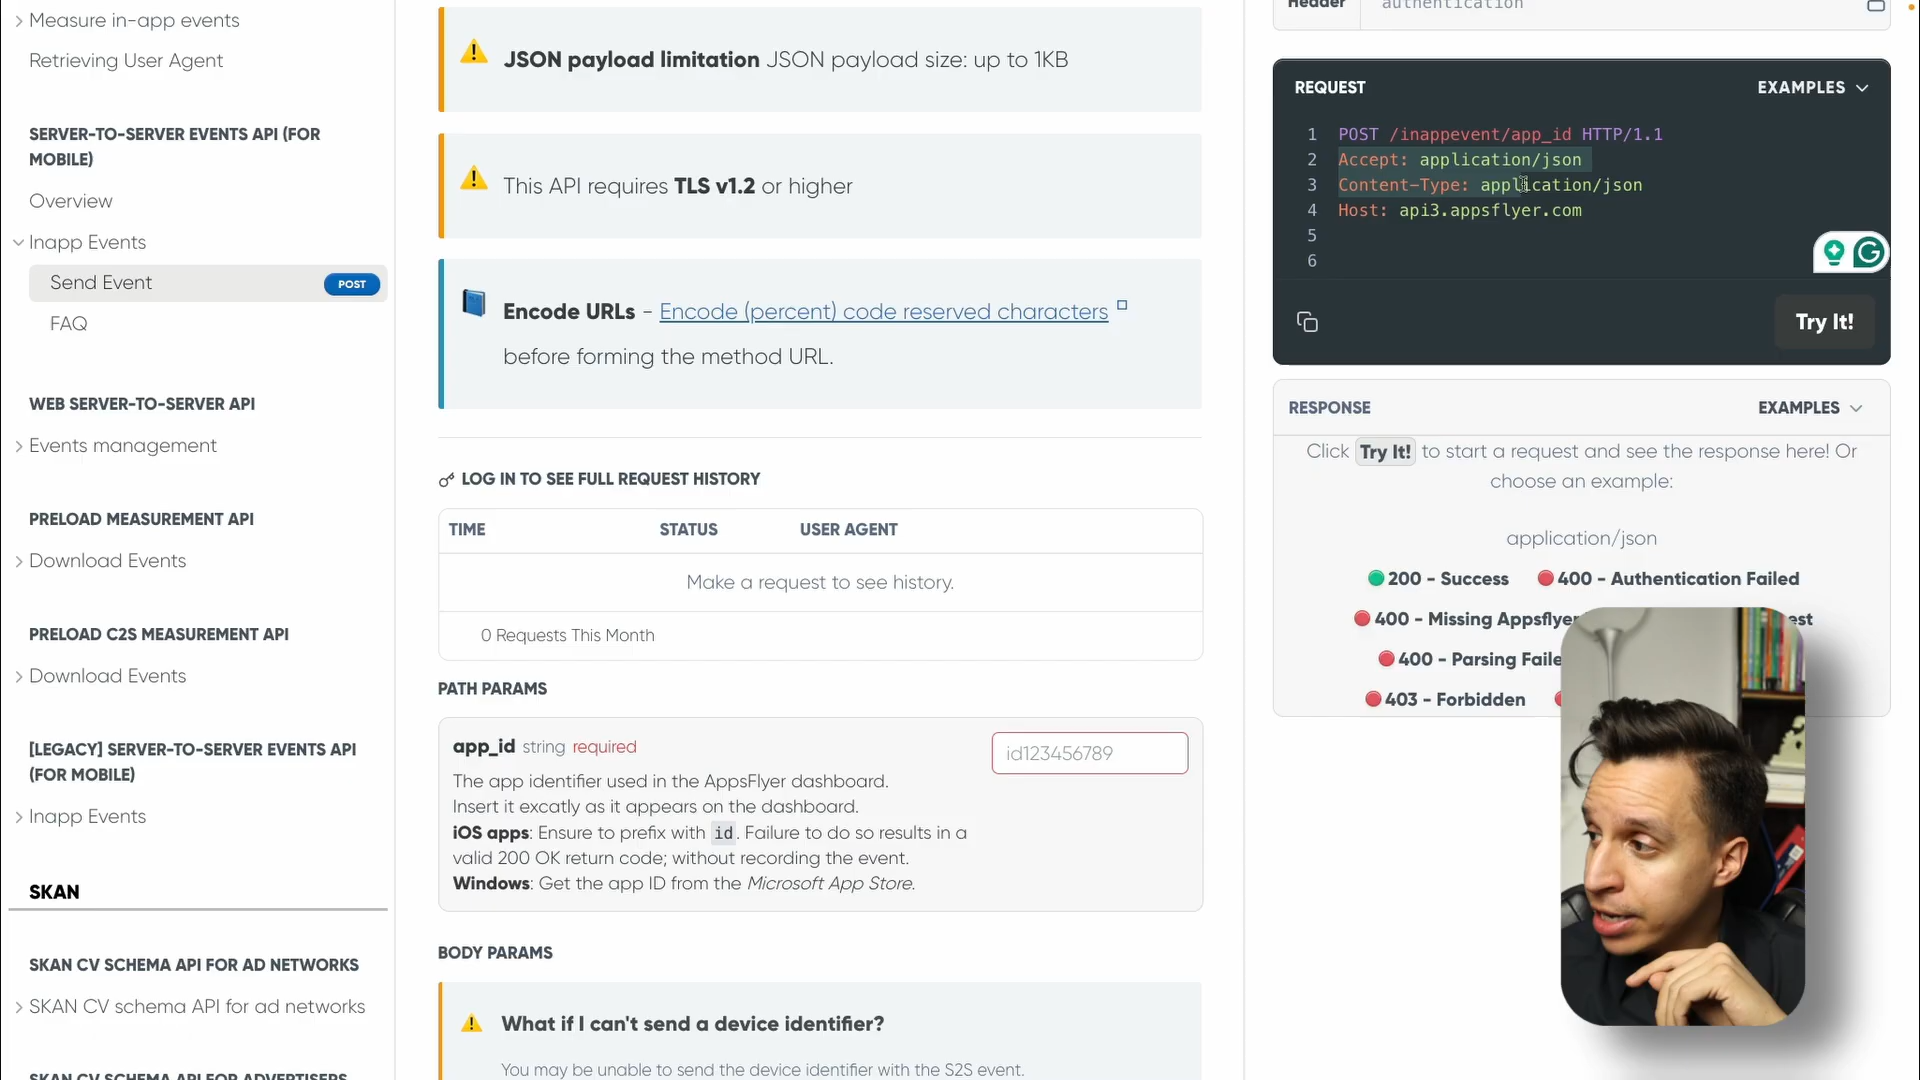 Measure in-app events
Retrieving User Agent
SERVER-TO-SERVER EVENTS API (FOR
MOBILE)
Overview
Inapp Events
Send Event POST
FAQ
WEB SERVER-TO-SERVER API
Events management
PRELOAD MEASUREMENT API
Download Events
PRELOAD C2S MEASUREMENT API
Download Events
[LEGACY] SERVER-TO-SERVER EVENTS API
(FOR MOBILE)
Inapp Events
SKAN
SKAN CV SCHEMA API FOR AD NETWORKS
SKAN CV schema API for ad networks
SKAN CV SCHEMA API FOR ADVERTISERS
JSON payload limitation JSON payload size: up to 1KB
This API requires TLS v1.2 or higher
Encode URLs - Encode (percent) code reserved characters
before forming the method URL.
LOG IN TO SEE FULL REQUEST HISTORY
TIME STATUS USER AGENT
Make a request to see history.
0 Requests This Month
PATH PARAMS
app_id string required
id123456789
The app identifier used in the AppsFlyer dashboard.
Insert it excatly as it appears on the dashboard.
iOS apps: Ensure to prefix with id. Failure to do so results in a
valid 200 OK return code; without recording the event.
Windows: Get the app ID from the Microsoft App Store.
BODY PARAMS
What if I can't send a device identifier?
You may be unable to send the device identifier with the S2S event.
Header authentication
REQUEST EXAMPLES
1 POST /inappevent/app_id HTTP/1.1
2 Accept: application/json
3 Content-Type: application/json
4 Host: api3.appsflyer.com
5
6
Try It!
RESPONSE EXAMPLES
Click Try It! to start a request and see the response here! Or
choose an example:
application/json
200 - Success 400 - Authentication Failed
400 - Missing Appsflyer
400 - Parsing Faile
403 - Forbidden